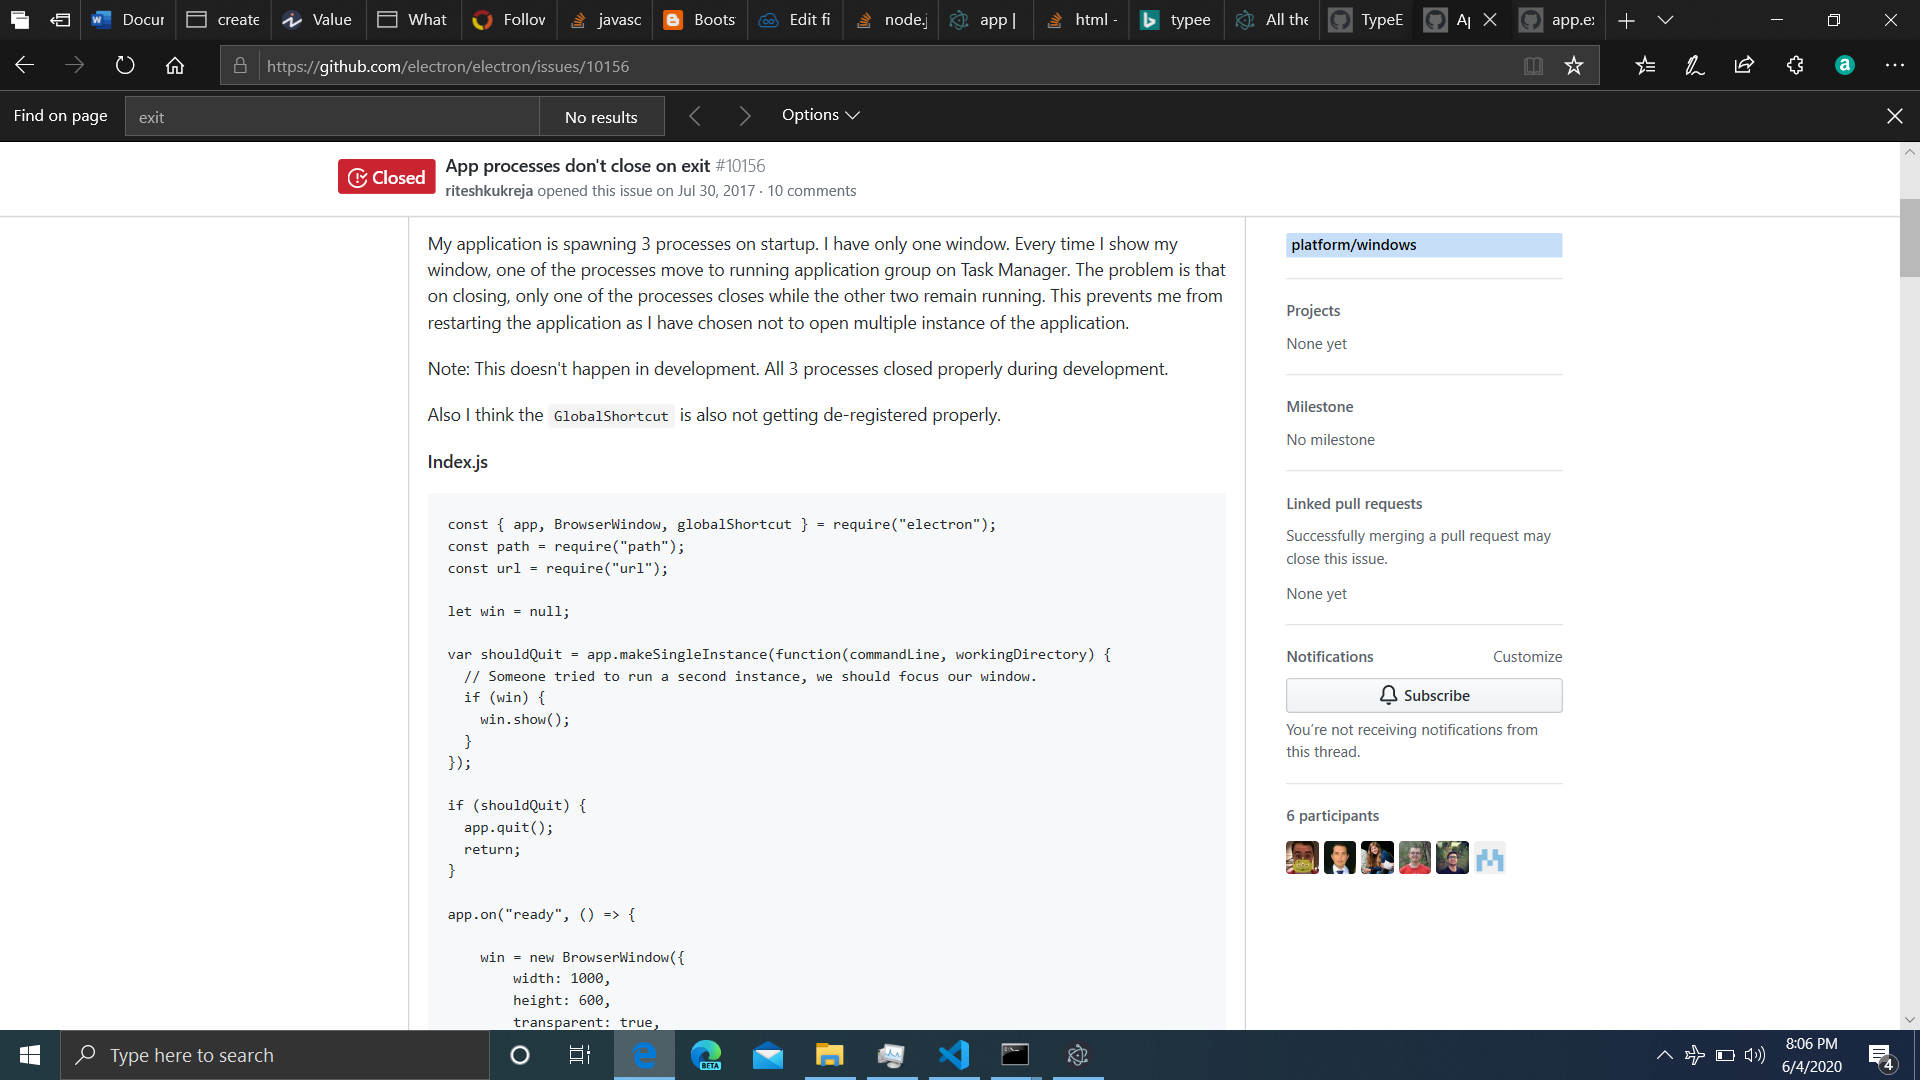 Docur
create
Value
What
Follov
javasc
Boots
Edit fi
node.j
app |
html -
typee
All the
TypeE
Ap
app.ex
https://github.com/electron/electron/issues/10156
Find on page
exit
No results
Options
Closed
App processes don't close on exit #10156
riteshkukreja opened this issue on Jul 30, 2017 · 10 comments
My application is spawning 3 processes on startup. I have only one window. Every time I show my
window, one of the processes move to running application group on Task Manager. The problem is that
on closing, only one of the processes closes while the other two remain running. This prevents me from
restarting the application as I have chosen not to open multiple instance of the application.
Note: This doesn't happen in development. All 3 processes closed properly during development.
Also I think the GlobalShortcut is also not getting de-registered properly.
Index.js
const { app, BrowserWindow, globalShortcut } = require("electron");
const path = require("path");
const url = require("url");
let win = null;
var shouldQuit = app.makeSingleInstance(function(commandLine, workingDirectory) {
// Someone tried to run a second instance, we should focus our window.
if (win) {
win.show();
}
});
if (shouldQuit) {
app.quit();
return;
}
app.on("ready", () => {
win = new BrowserWindow({
width: 1000,
height: 600,
transparent: true,
platform/windows
Projects
None yet
Milestone
No milestone
Linked pull requests
Successfully merging a pull request may
close this issue.
None yet
Notifications
Customize
Subscribe
You're not receiving notifications from
this thread.
6 participants
Type here to search
BETA
8:06 PM
6/4/2020
4